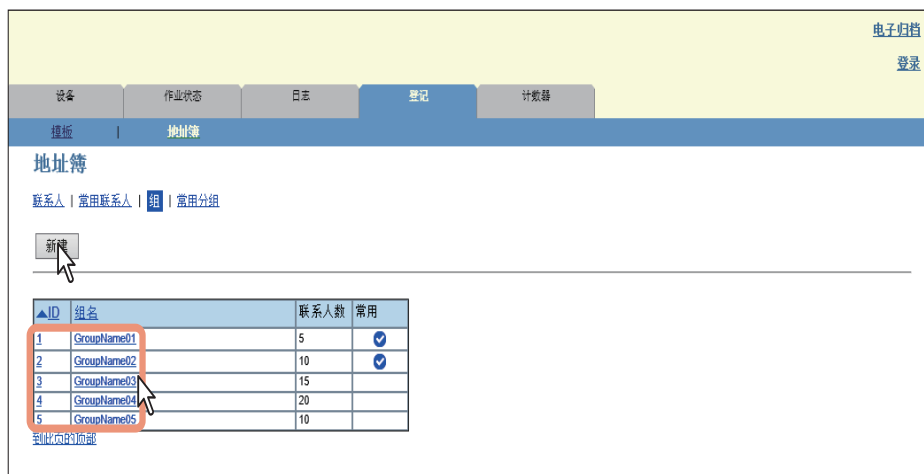 电子归档
登录
设备 作业状态 日志 登记 计数器
模板 | 地址簿
地址簿
联系人 | 常用联系人 | 组 | 常用分组
新建
▲ID 组名 联系人数 常用
1 GroupName01 5
2 GroupName02 10
3 GroupName03 15
4 GroupName04 20
5 GroupName05 10
到此页的顶部